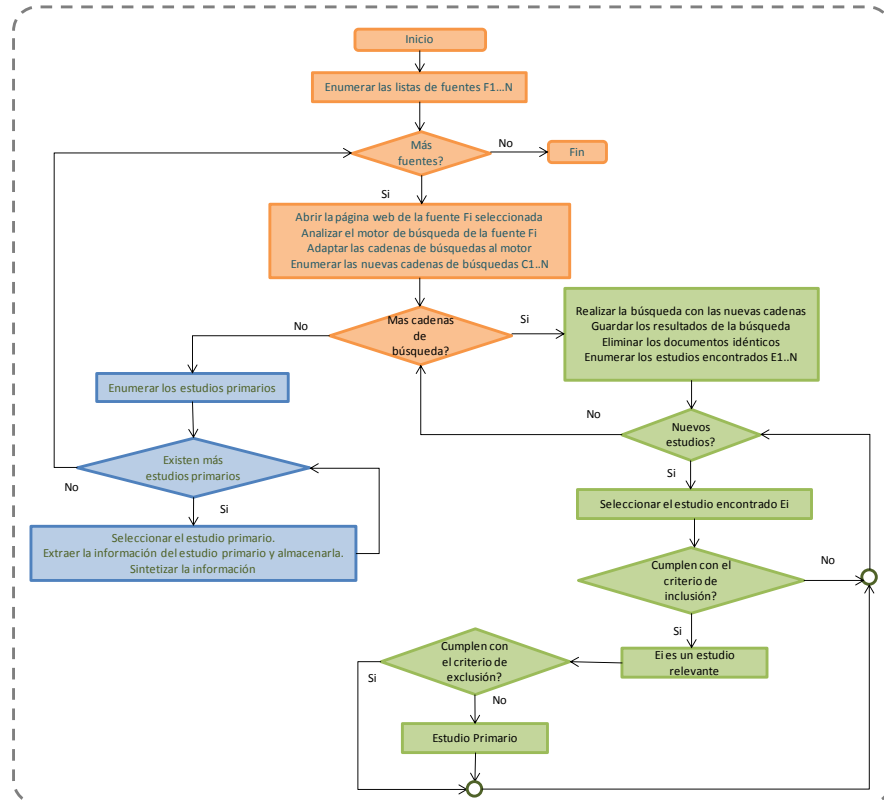 Inicio
Enumerar las listas de fuentes F1...N
Más
fuentes?
No
Fin
Si
Abrir la página web de la fuente Fi seleccionada
Analizar el motor de búsqueda de la fuente Fi
Adaptar las cadenas de búsquedas al motor
Enumerar las nuevas cadenas de búsquedas C1..N
Mas cadenas
de
búsqueda?
No
Si
Realizar la búsqueda con las nuevas cadenas
Guardar los resultados de la búsqueda
Eliminar los documentos idénticos
Enumerar los estudios encontrados E1..N
Enumerar los estudios primarios
Existen más
estudios primarios
No
Si
Seleccionar el estudio primario.
Extraer la información del estudio primario y almacenarla.
Sintetizar la información
Nuevos
estudios?
No
Si
Seleccionar el estudio encontrado Ei
Cumplen con el
criterio de
inclusión?
No
Si
Ei es un estudio
relevante
Cumplen con
el criterio de
exclusión?
Si
No
Estudio Primario